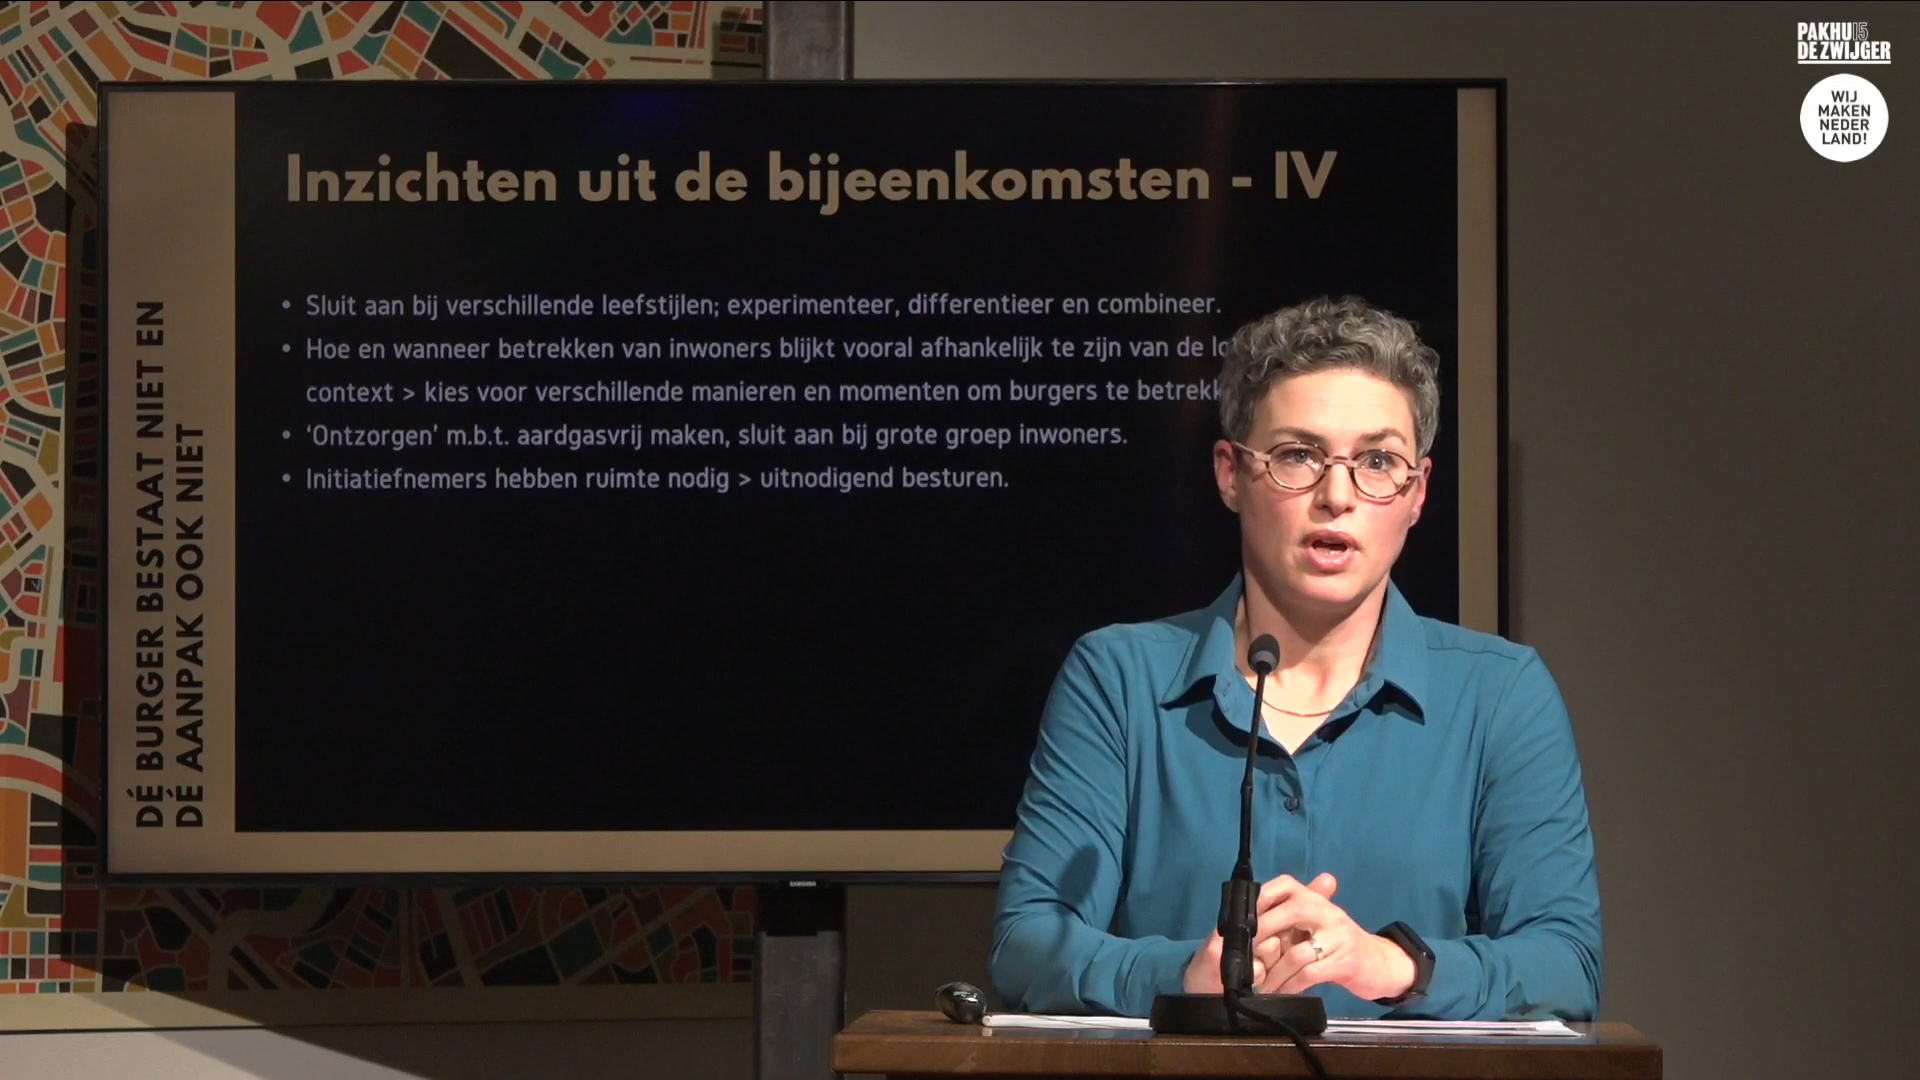 PAKHU15
DE ZWIJGER
WIJ
MAKEN
NEDER
LAND!
Inzichten uit de bijeenkomsten - IV
• Sluit aan bij verschillende leefstijlen; experimenteer, differentieer en combineer.
• Hoe en wanneer betrekken van inwoners blijkt vooral afhankelijk te zijn van de
context > kies voor verschillende manieren en momenten om burgers te
• 'Ontzorgen' m.b.t. aardgasvrij maken, sluit aan bij grote groep inwoners.
• Initiatiefnemers hebben ruimte nodig > uitnodigend besturen.
DÉ BURGER BESTAAT NIET EN
DÉ AANPAK OOK NIET
SAMSUNG